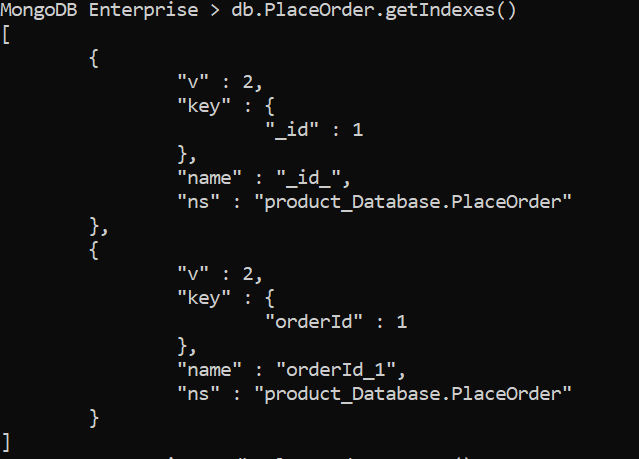 MongoDB Enterprise > db.PlaceOrder.getIndexes()
[
        {
                "v" : 2,
                "key" : {
                        "_id" : 1
                },
                "name" : "_id_",
                "ns" : "product_Database.PlaceOrder"
        },
        {
                "v" : 2,
                "key" : {
                        "orderId" : 1
                },
                "name" : "orderId_1",
                "ns" : "product_Database.PlaceOrder"
        }
]